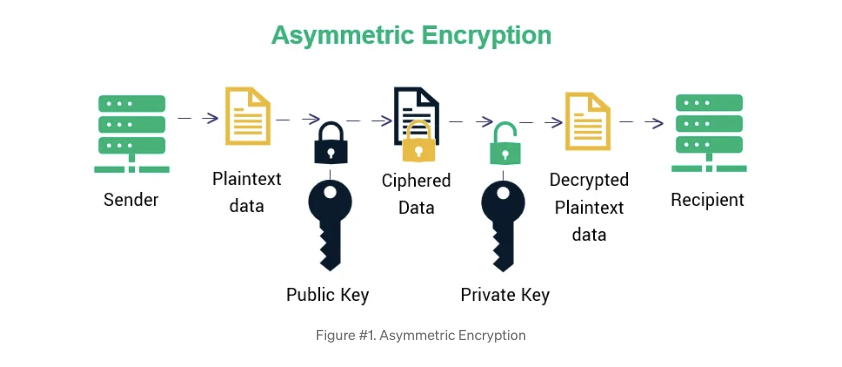 Asymmetric Encryption
Sender
Plaintext
data
Public Key
Ciphered
Data
Private Key
Decrypted
Plaintext
data
Recipient
Figure #1. Asymmetric Encryption